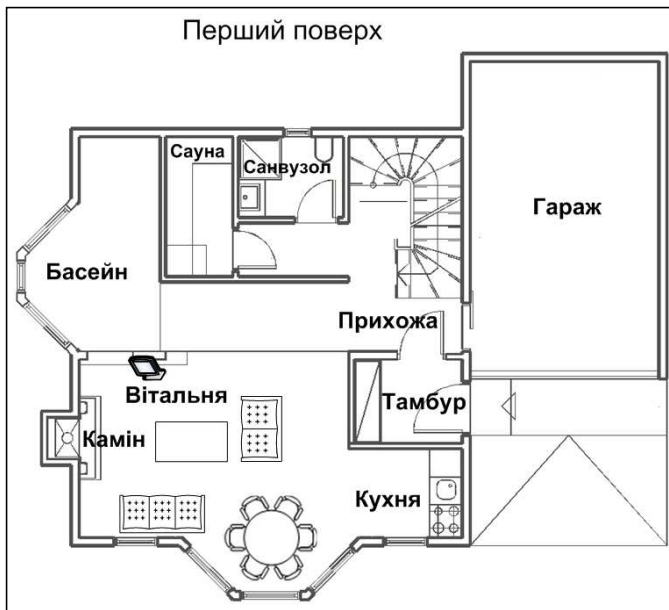 Перший поверх
Сауна
Санвузол
Гараж
Басейн
Прихожа
Вітальня
Тамбур
Камін
Кухня